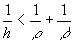 1/h < 1/𝓅 + 1/𝒹